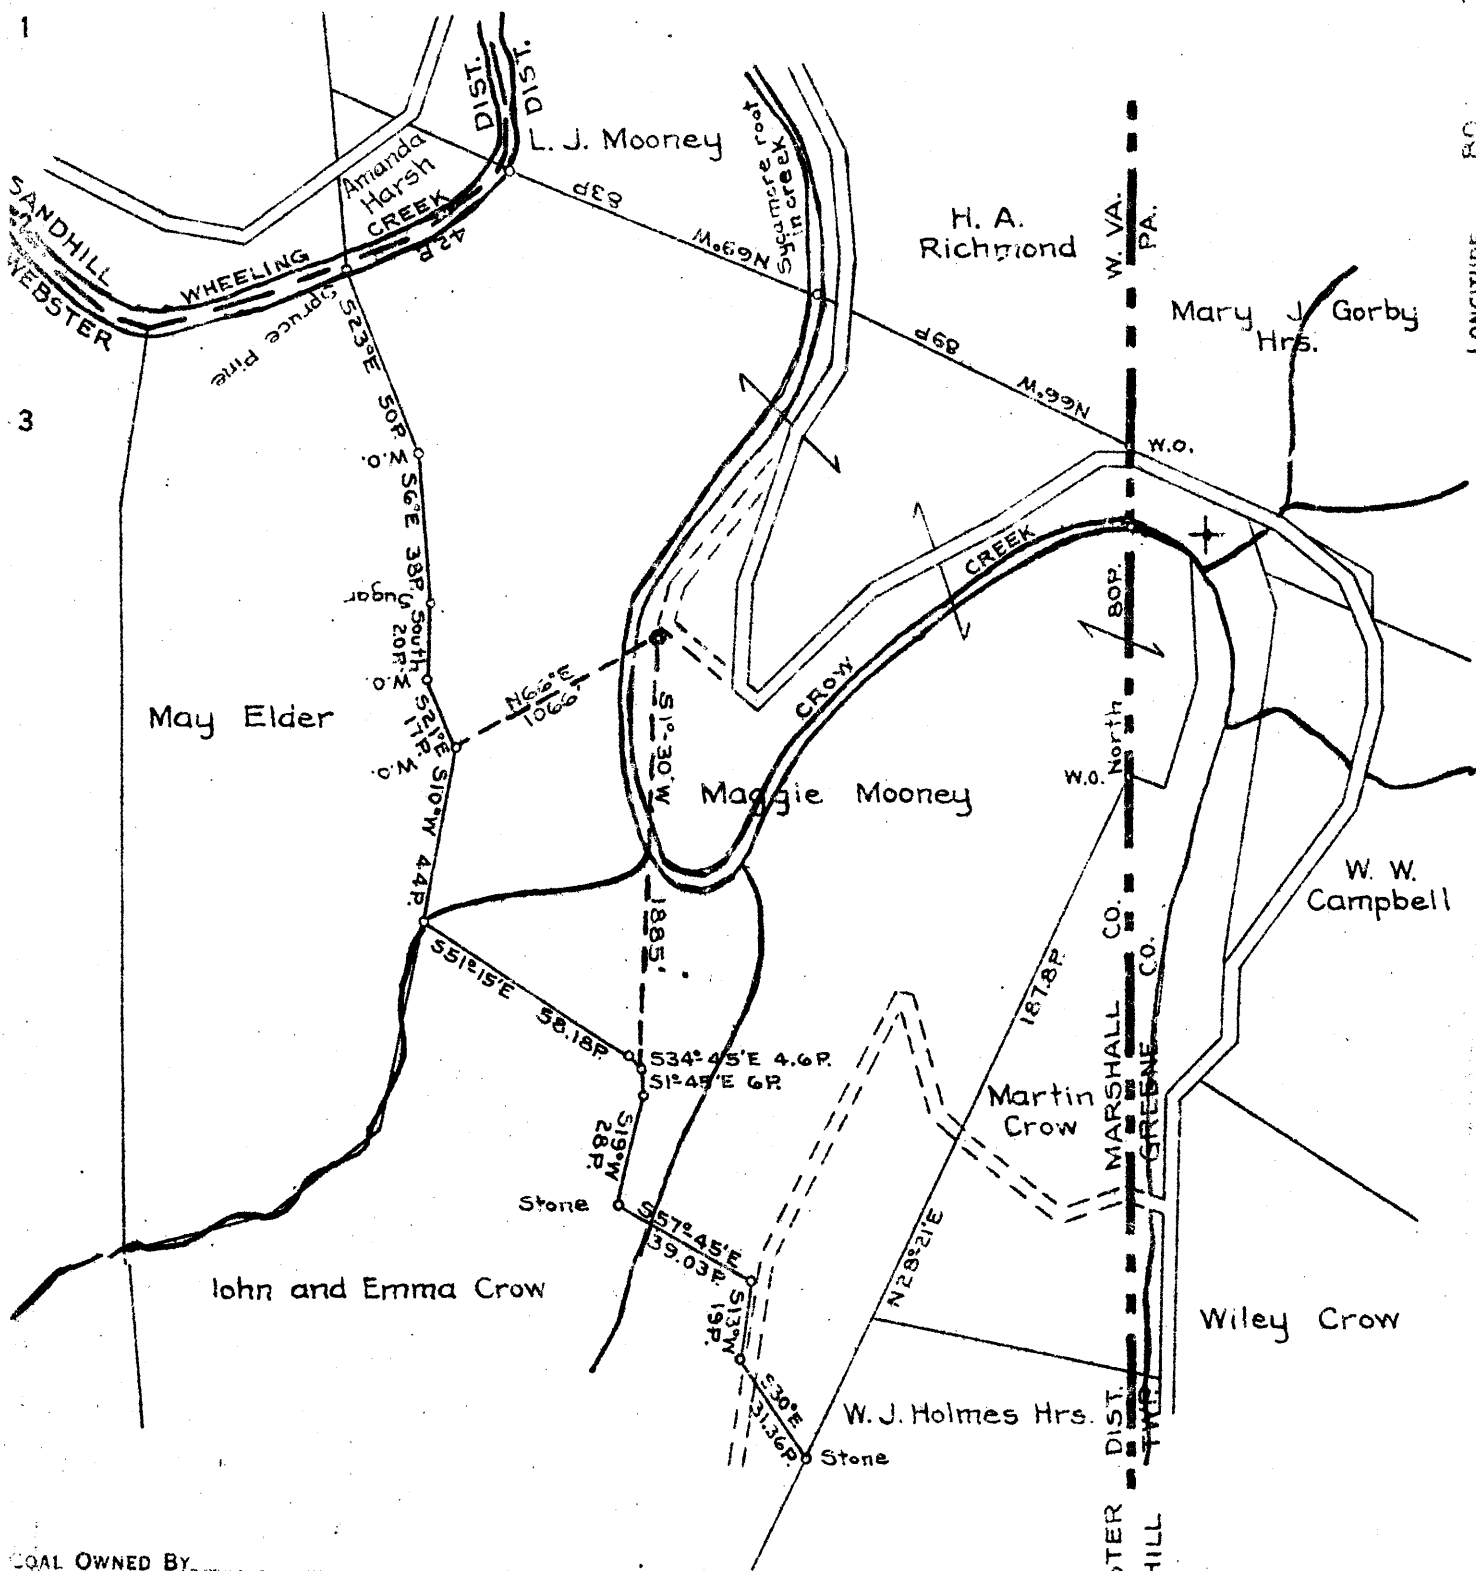 1
DIST.
DIST.
L. J. Mooney
Amanda
Harsh
83P
N69°W
Sycamore root
in creek
H. A.
Richmond
W. VA.
PA.
SANDHILL
WEBSTER
WHEELING CREEK
42P
Spruce Pine
S23°E 50P.
W.O.
Mary J Gorby
Hrs.
89P
N66°W
W.O.
3
S6°E 38P.
Sugar
South
20P.
W.O.
S21°E
17P.
W.O.
May Elder
N66°E
1066'
S1°-30'W
1885'
CROW CREEK
North 80P.
W.O.
Maggie Mooney
S10°W 44P.
W. W.
Campbell
S51°15'E
58.18P.
S34°45'E 4.6P.
S1°45'E 6P.
S19°W
28P.
Stone
S57°45'E
39.03P.
187.8P.
N28°21'E
MARSHALL CO.
GREENE CO.
Martin
Crow
John and Emma Crow
S13°W
19P.
S30°E
31.36P.
Stone
W. J. Holmes Hrs.
Wiley Crow
DIST.
TWP.
STER
HILL
COAL OWNED BY